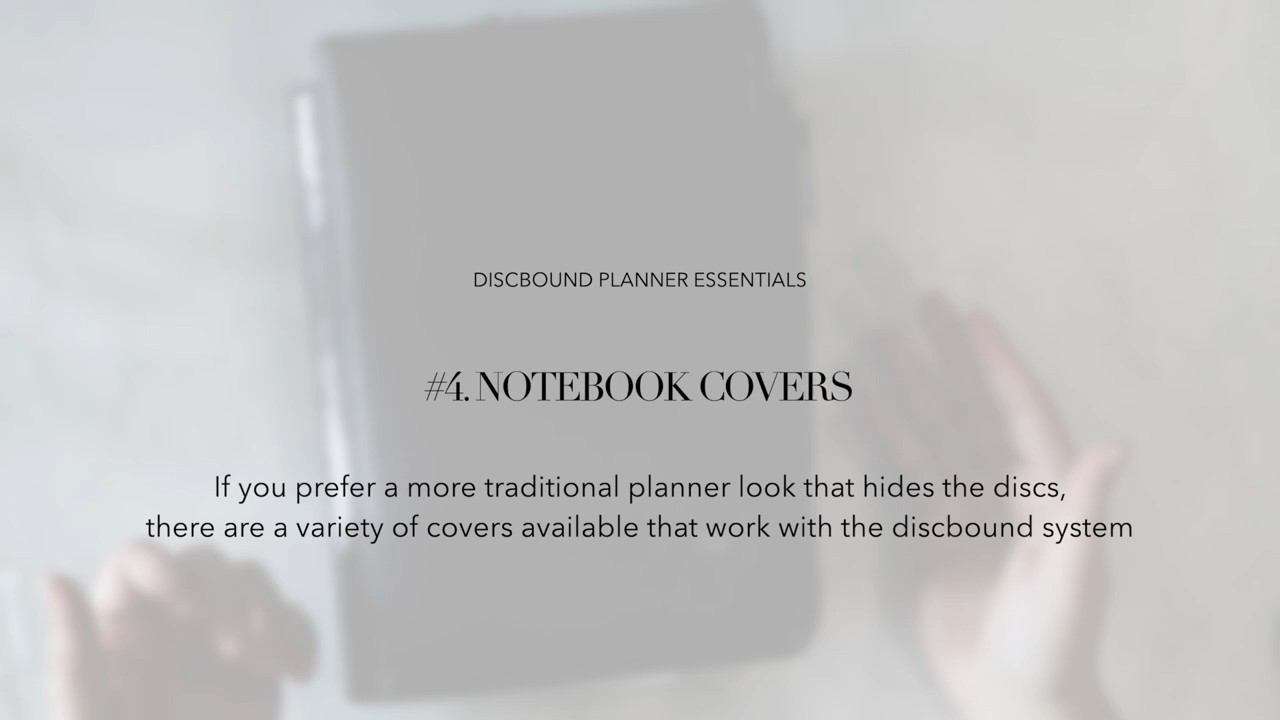 DISCBOUND PLANNER ESSENTIALS
#4. NOTEBOOK COVERS
If you prefer a more traditional planner look that hides the discs,
there are a variety of covers available that work with the discbound system